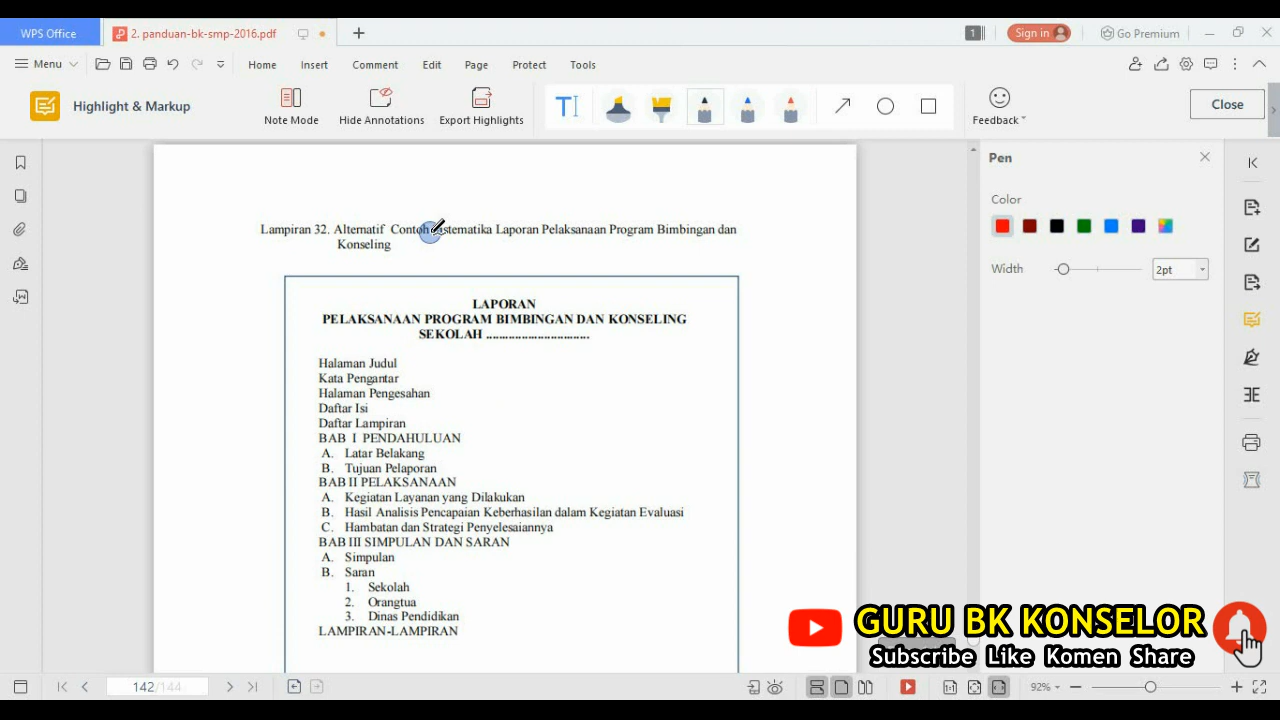 WPS Office
2. panduan-bk-smp-2016.pdf
1
Sign in
Go Premium
Menu
Home
Insert
Comment
Edit
Page
Protect
Tools
Highlight & Markup
Note Mode
Hide Annotations
Export Highlights
T
Feedback
Close
Pen
Color
Width
2pt
Lampiran 32. Alternatif Contoh Sistematika Laporan Pelaksanaan Program Bimbingan dan
Konseling
LAPORAN
PELAKSANAAN PROGRAM BIMBINGAN DAN KONSELING
SEKOLAH ................................
Halaman Judul
Kata Pengantar
Halaman Pengesahan
Daftar Isi
Daftar Lampiran
BAB I PENDAHULUAN
A. Latar Belakang
B. Tujuan Pelaporan
BAB II PELAKSANAAN
A. Kegiatan Layanan yang Dilakukan
B. Hasil Analisis Pencapaian Keberhasilan dalam Kegiatan Evaluasi
C. Hambatan dan Strategi Penyelesaiannya
BAB III SIMPULAN DAN SARAN
A. Simpulan
B. Saran
1. Sekolah
2. Orangtua
3. Dinas Pendidikan
LAMPIRAN-LAMPIRAN
GURU BK KONSELOR
Subscribe Like Komen Share
142/144
92%